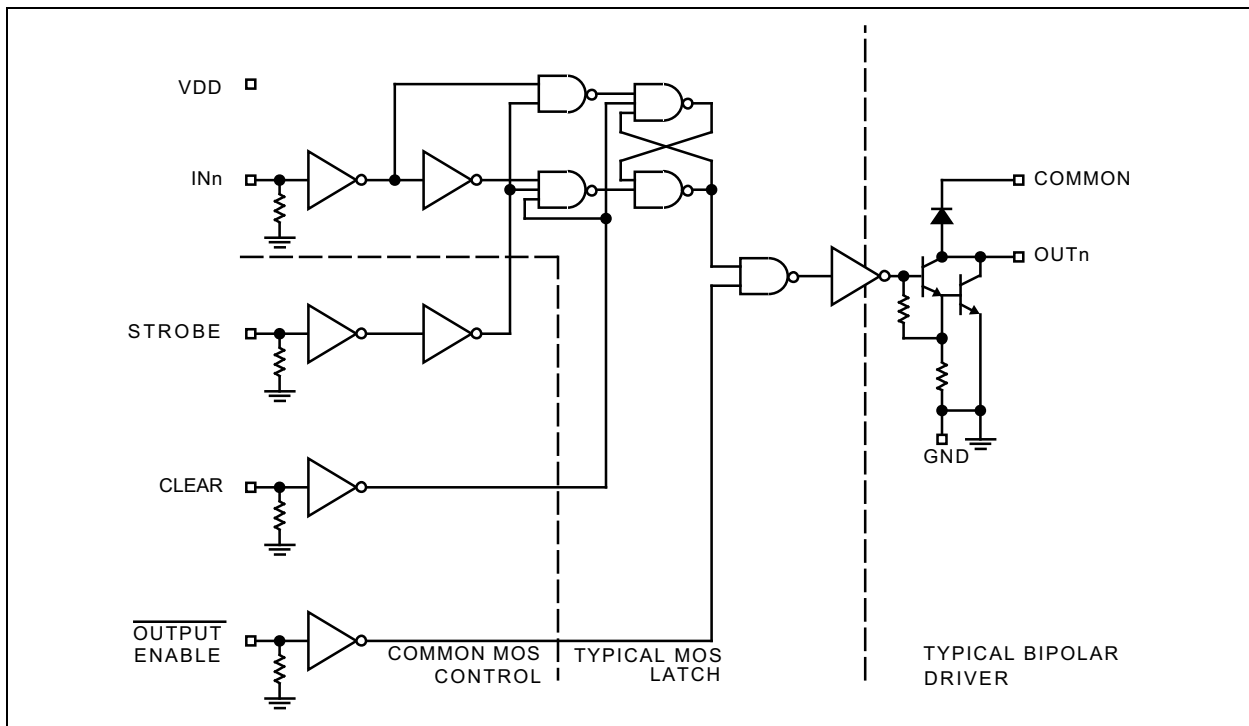 VDD
INn
COMMON
OUTn
STROBE
GND
CLEAR
OUTPUT
ENABLE
COMMON MOS
CONTROL
TYPICAL MOS
LATCH
TYPICAL BIPOLAR
DRIVER